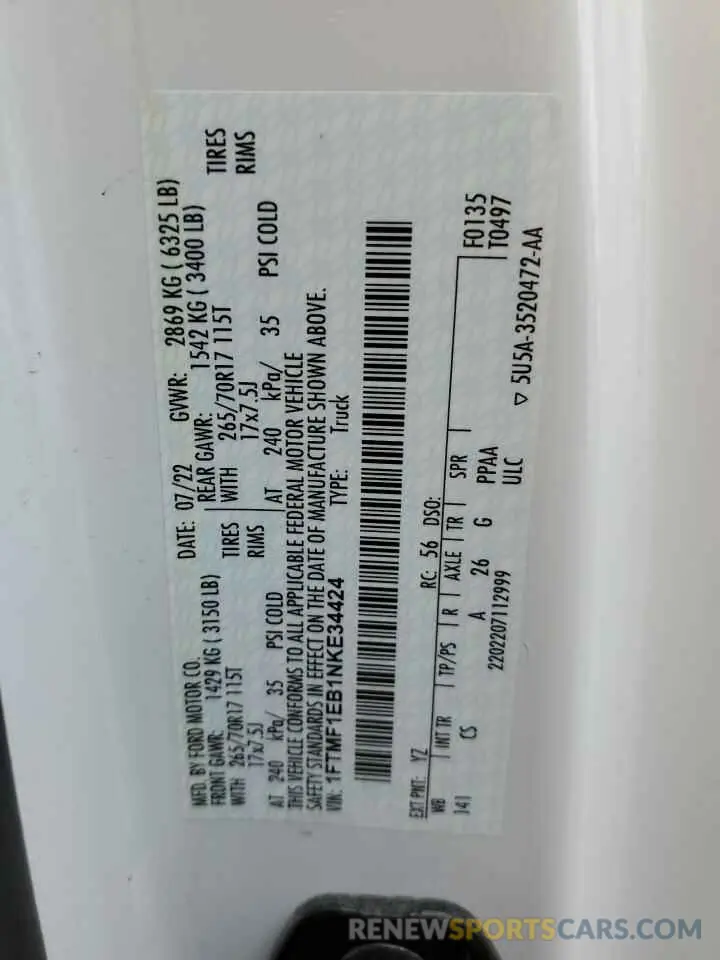 MFD. BY FORD MOTOR CO.
DATE: 07/22 GVWR: 2869 KG ( 6325 LB)
FRONT GAWR: 1429 KG ( 3150 LB)
REAR GAWR: 1542 KG ( 3400 LB)
WITH 265/70R17 115T TIRES
WITH 265/70R17 115T TIRES
17x7.5J RIMS
17x7.5J RIMS
AT 240 kPa/ 35 PSI COLD
AT 240 kPa/ 35 PSI COLD
THIS VEHICLE CONFORMS TO ALL APPLICABLE FEDERAL MOTOR VEHICLE
SAFETY STANDARDS IN EFFECT ON THE DATE OF MANUFACTURE SHOWN ABOVE.
VIN: 1FTMF1EB1NKE34424 TYPE: Truck
EXT PNT: YZ RC: 56 DSO:
WB INT TR TP/PS R AXLE TR SPR F0135
141 CS A 26 G PPAA T0497
2202207112999 ULC ▽ 5U5A-3520472-AA
RENEWSPORTSCARS.COM